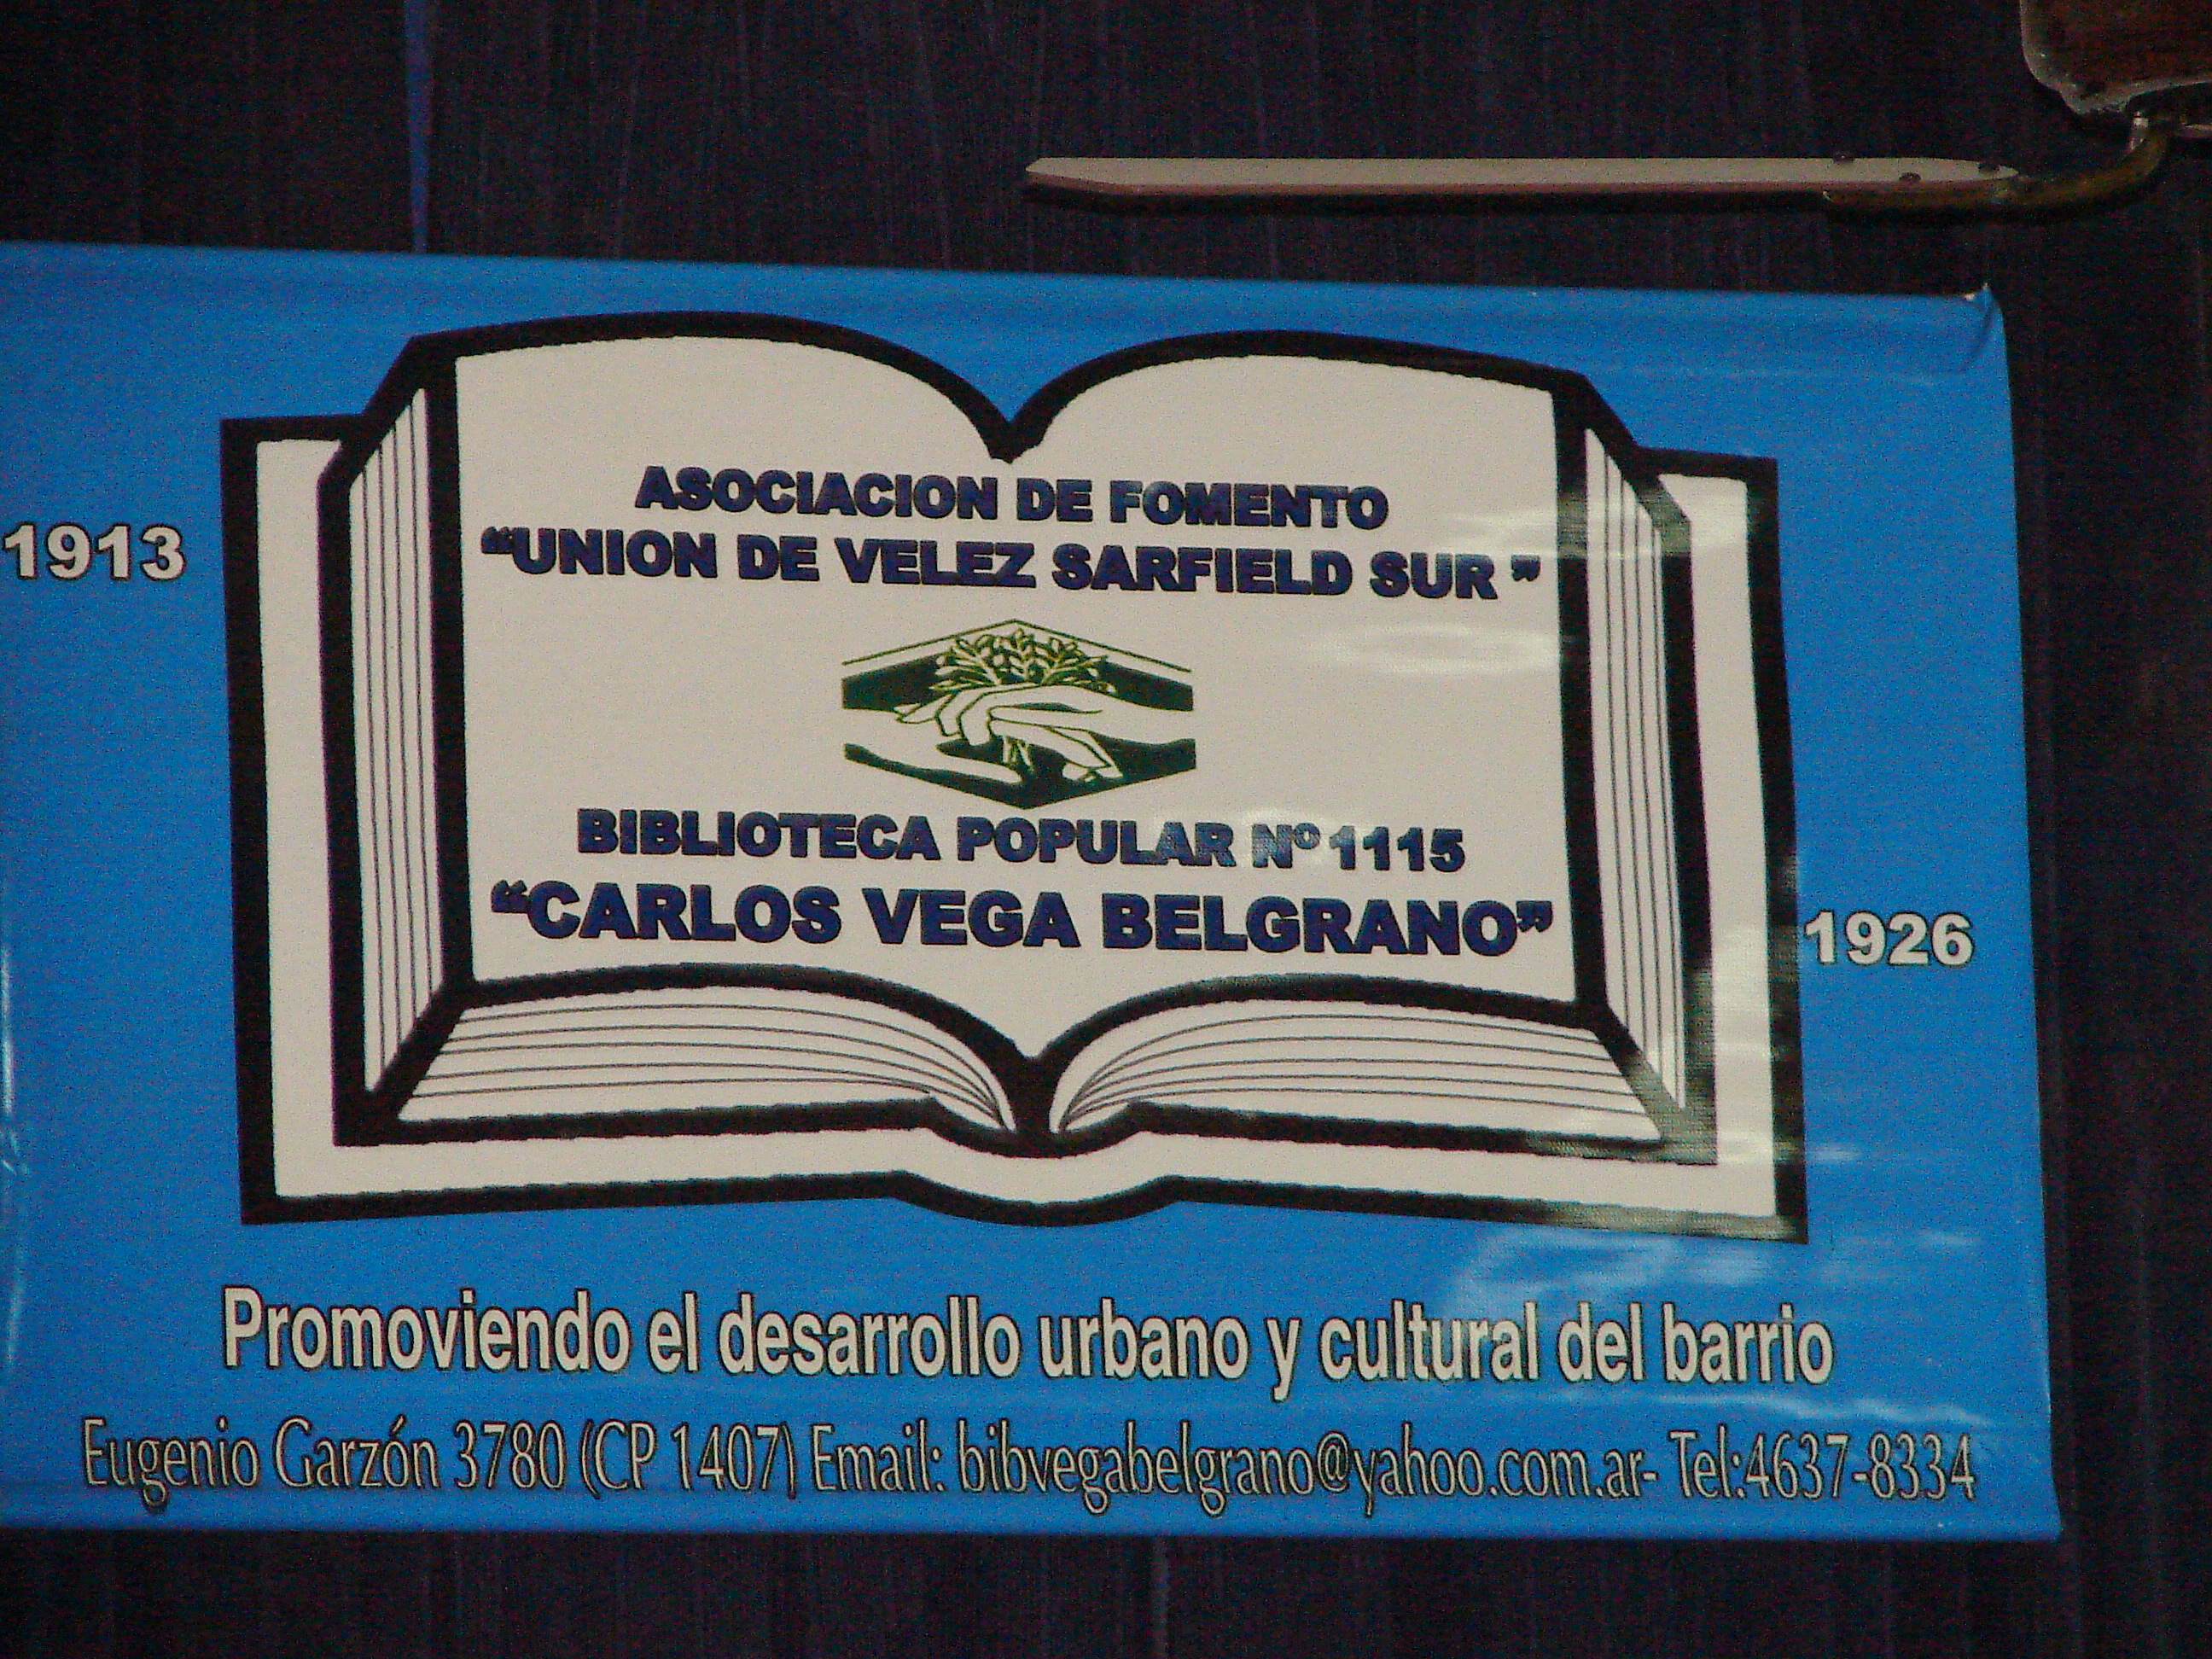 1913
ASOCIACION DE FOMENTO
“UNION DE VELEZ SARFIELD SUR ”
BIBLIOTECA POPULAR Nº 1115
“CARLOS VEGA BELGRANO”
1926
Promoviendo el desarrollo urbano y cultural del barrio
Eugenio Garzón 3780 (CP 1407) Email: bibvegabelgrano@yahoo.com.ar- Tel:4637-8334